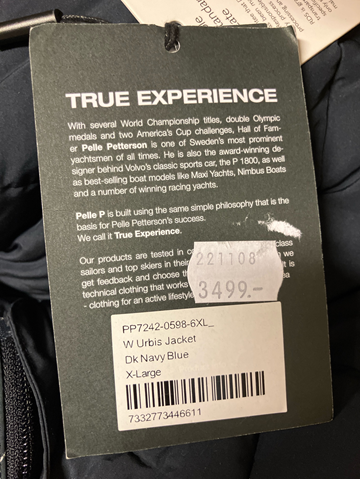 TRUE EXPERIENCE
With several World Championship titles, double Olympic
medals and two America's Cup challenges, Hall of Fam-
er Pelle Petterson is one of Sweden's most prominent
yachtsmen of all times. He is also the award-winning de-
signer behind Volvo's classic sports car, the P 1800, as well
as best-selling boat models like Maxi Yachts, Nimbus Boats
and a number of winning racing yachts.
Pelle P is built using the same simple philosophy that is the
basis for Pelle Petterson's success.
We call it True Experience.
Our products are tested in class
sailors and top skiers in their we
get feedback and choose is
technical clothing that works
- clothing for an active lifestyle
221108
3499.-
PP7242-0598-6XL_
W Urbis Jacket
Dk Navy Blue
X-Large
7332773446611